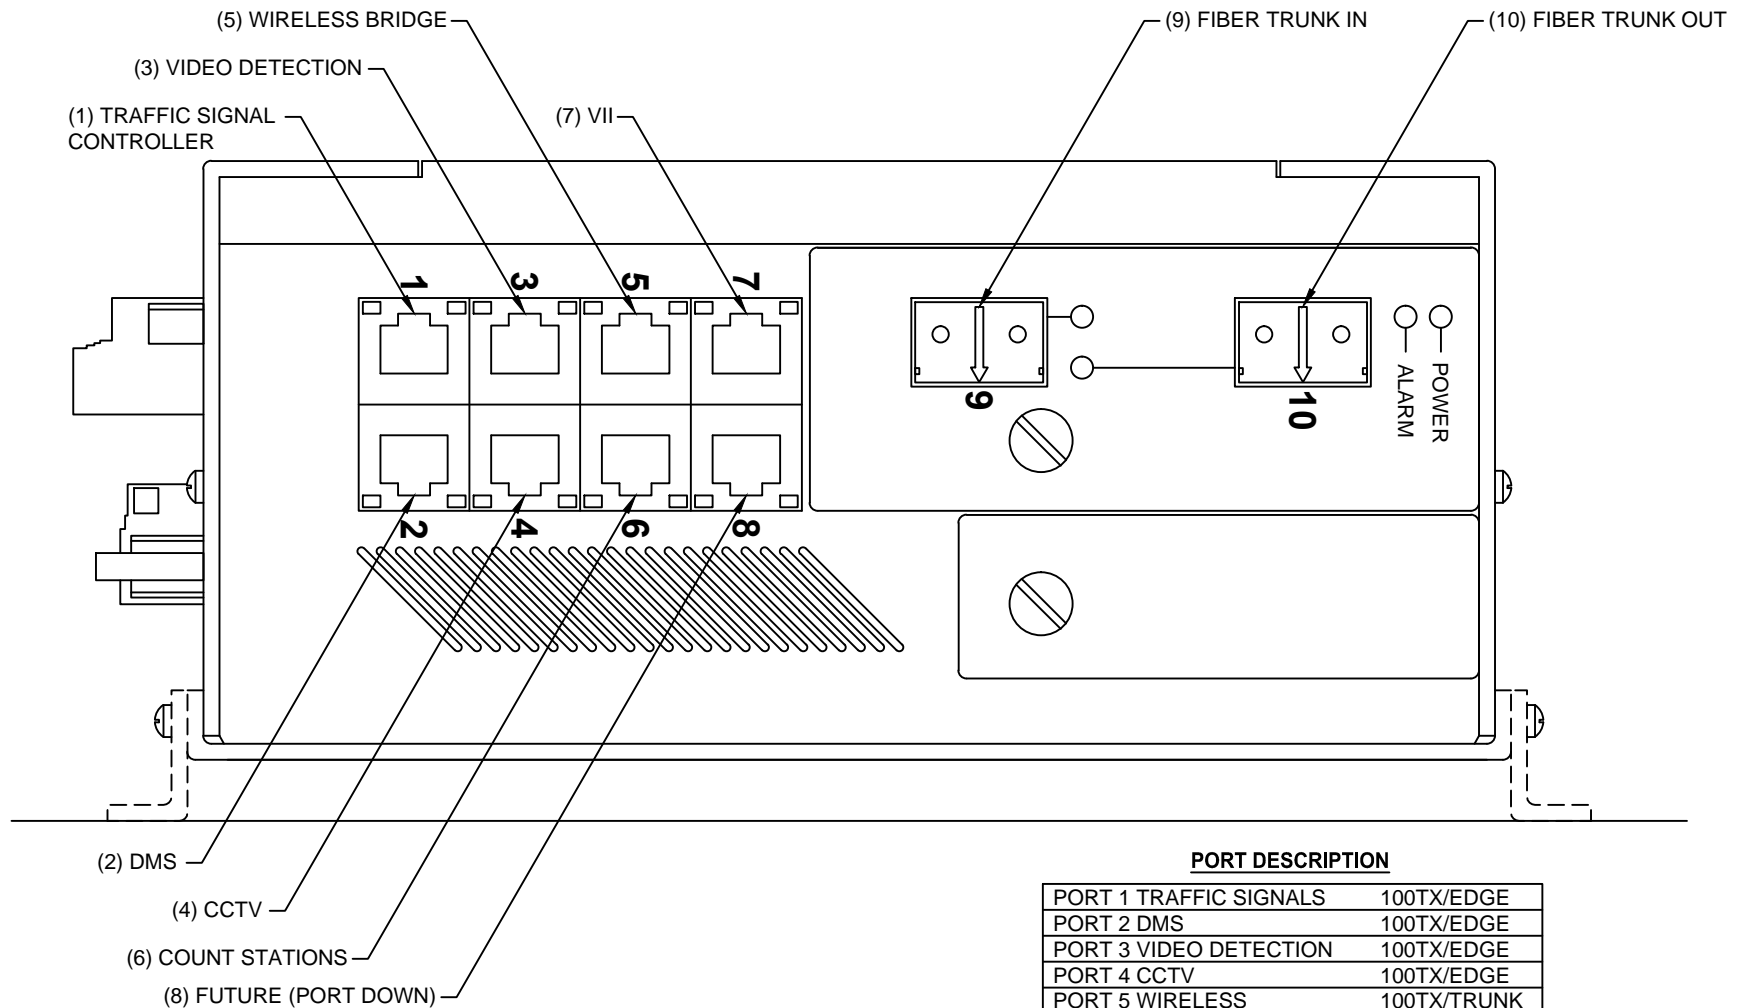 (5) WIRELESS BRIDGE
(9) FIBER TRUNK IN
(10) FIBER TRUNK OUT
(3) VIDEO DETECTION
(1) TRAFFIC SIGNAL
CONTROLLER
(7) VII
1
3
5
7
9
10
ALARM
POWER
2
4
6
8
(2) DMS
(4) CCTV
(6) COUNT STATIONS
(8) FUTURE (PORT DOWN)
PORT DESCRIPTION
PORT 1 TRAFFIC SIGNALS 100TX/EDGE
PORT 2 DMS 100TX/EDGE
PORT 3 VIDEO DETECTION 100TX/EDGE
PORT 4 CCTV 100TX/EDGE
PORT 5 WIRELESS 100TX/TRUNK